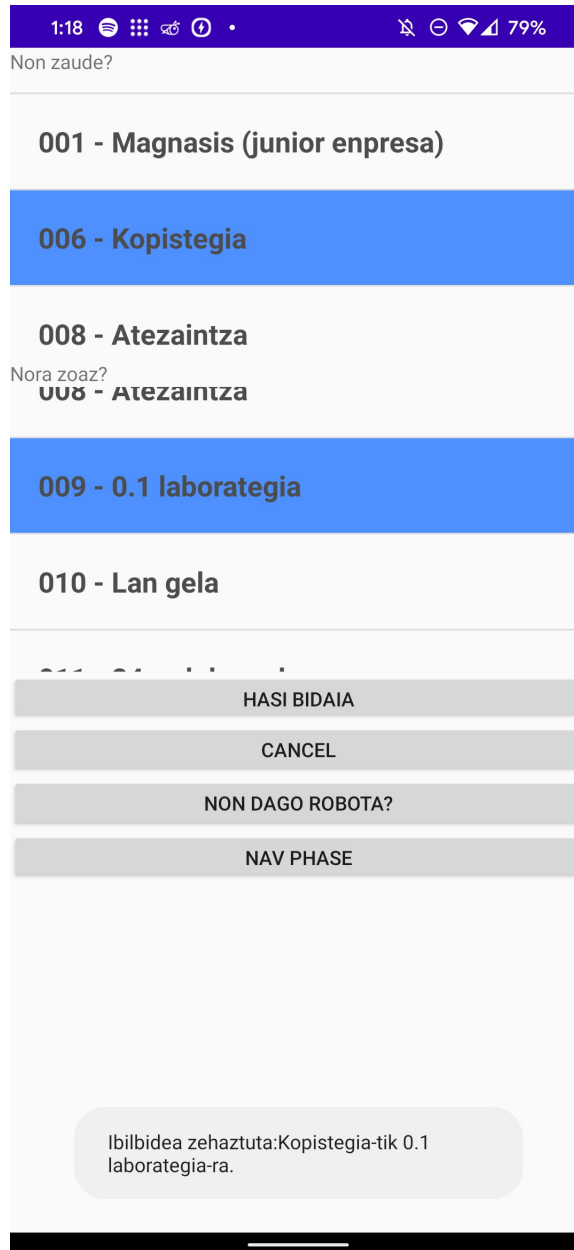 1:18
79%
Non zaude?
001 - Magnasis (junior enpresa)
006 - Kopistegia
008 - Atezaintza
Nora zoaz?
008 - Atezaintza
009 - 0.1 laborategia
010 - Lan gela
HASI BIDAIA
CANCEL
NON DAGO ROBOTA?
NAV PHASE
Ibilbidea zehaztuta:Kopistegia-tik 0.1
laborategia-ra.